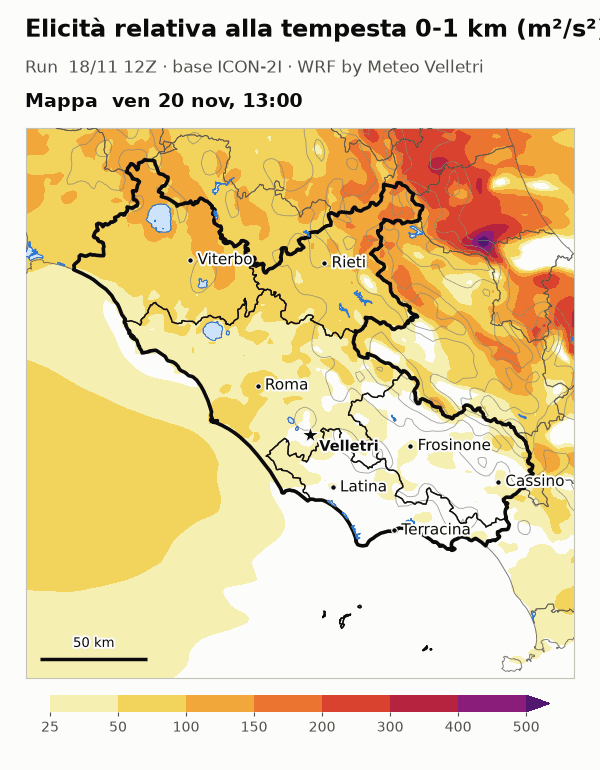 Elicità relativa alla tempesta 0-1 km (m²/s²)
Run 18/11 12Z · base ICON-2I · WRF by Meteo Velletri
Mappa ven 20 nov, 13:00
Viterbo
Rieti
Roma
Velletri
Frosinone
Latina
Cassino
Terracina
50 km
25 50 100 150 200 300 400 500